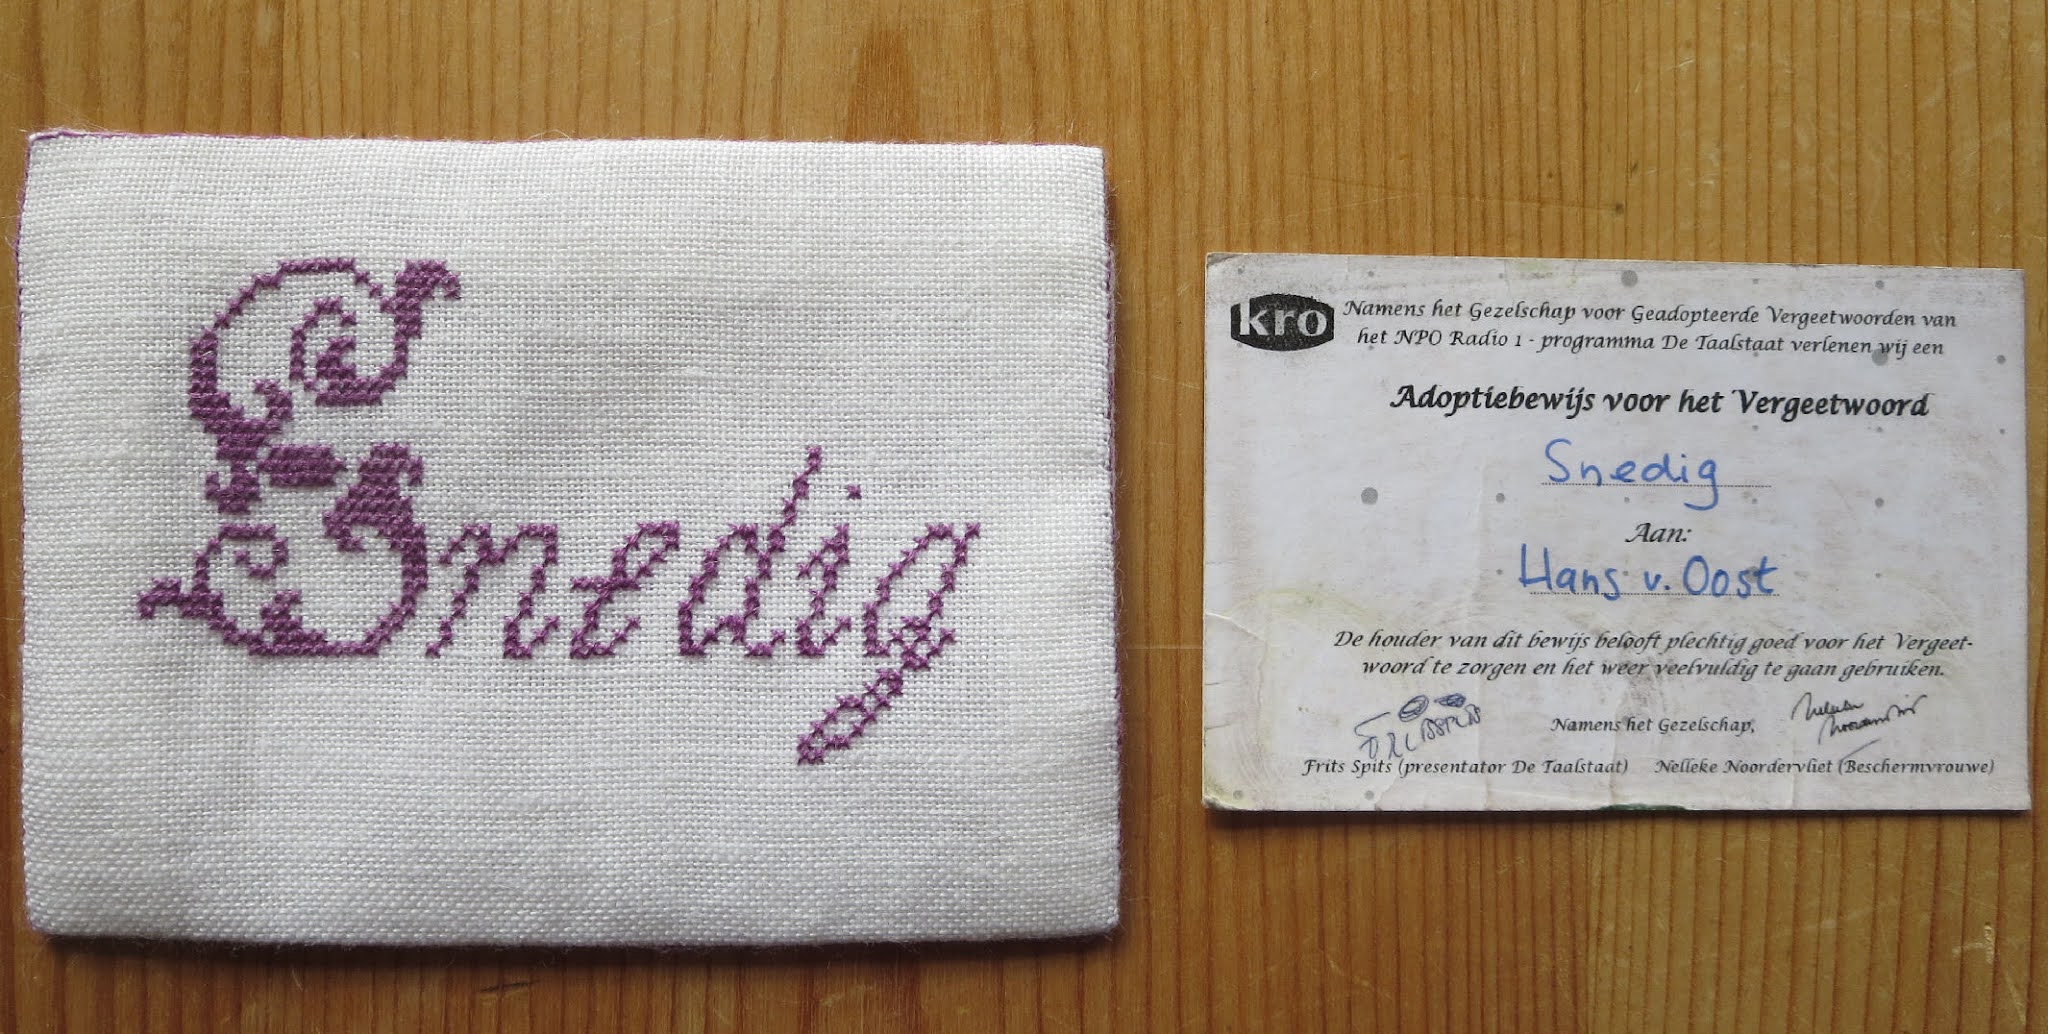 Snedig
kro
Namens het Gezelschap voor Geadopteerde Vergeetwoorden van
het NPO Radio 1 - programma De Taalstaat verlenen wij een
Adoptiebewijs voor het Vergeetwoord
Snedig
Aan:
Hans v. Oost
De houder van dit bewijs belooft plechtig goed voor het Vergeet-
woord te zorgen en het weer veelvuldig te gaan gebruiken.
Namens het Gezelschap,
Frits Spits (presentator De Taalstaat) Nelleke Noordervliet (Beschermvrouwe)